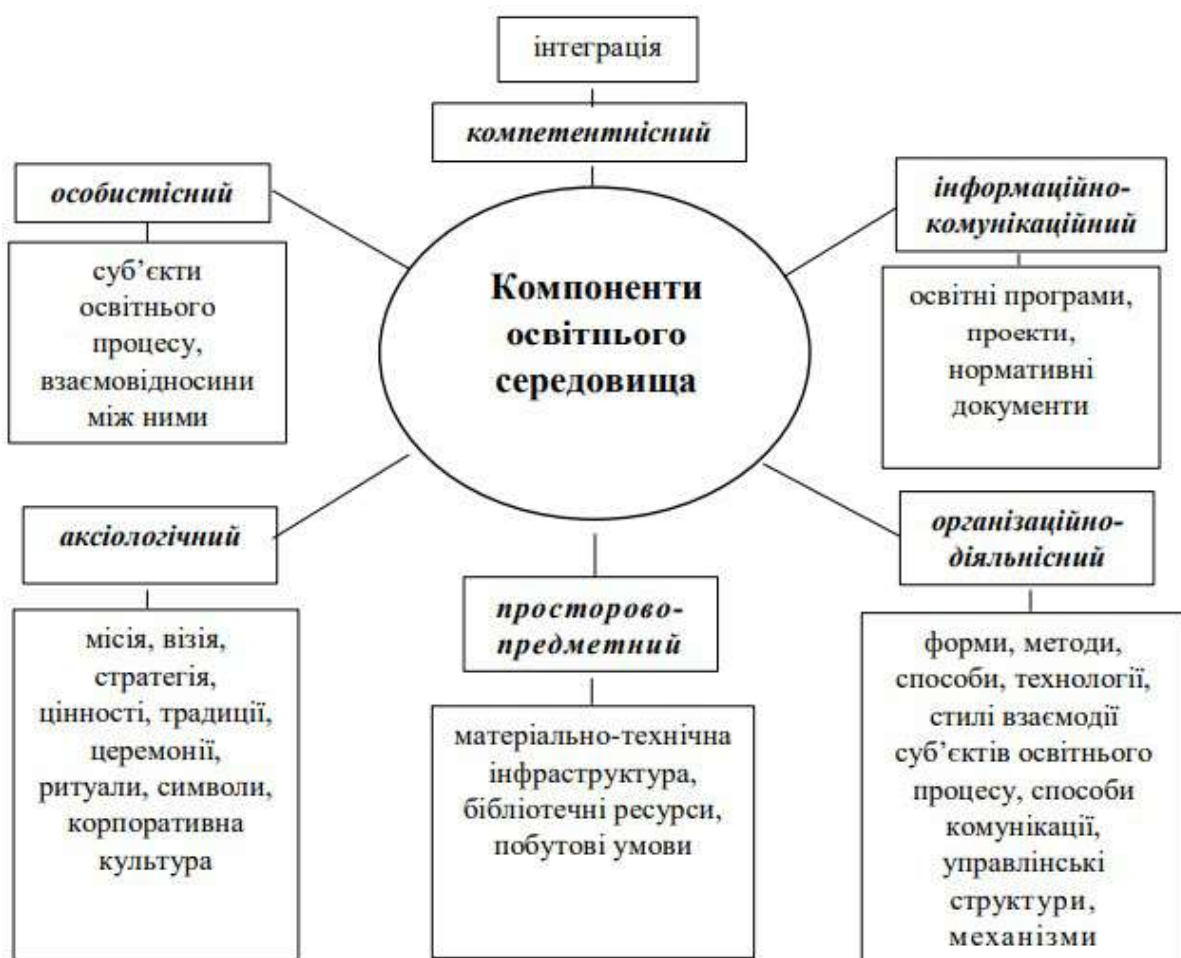 інтеграція
компетентнісний
особистісний
суб’єкти
освітнього
процесу,
взаємовідносини
між ними
Компоненти
освітнього
середовища
інформаційно-
комунікаційний
освітні програми,
проекти,
нормативні
документи
аксіологічний
місія, візія,
стратегія,
цінності, традиції,
церемонії,
ритуали, символи,
корпоративна
культура
просторово-
предметний
матеріально-технічна
інфраструктура,
бібліотечні ресурси,
побутові умови
організаційно-
діяльнісний
форми, методи,
способи, технології,
стилі взаємодії
суб’єктів освітнього
процесу, способи
комунікації,
управлінські
структури,
механізми